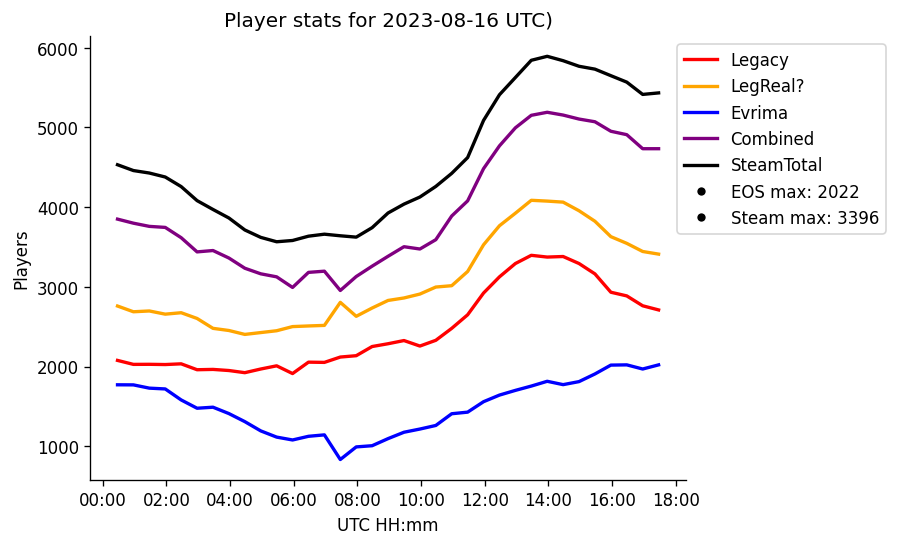 Player stats for 2023-08-16 UTC)
6000
5000
4000
3000
2000
1000
Players
00:00 02:00 04:00 06:00 08:00 10:00 12:00 14:00 16:00 18:00
UTC HH:mm
Legacy
LegReal?
Evrima
Combined
SteamTotal
EOS max: 2022
Steam max: 3396